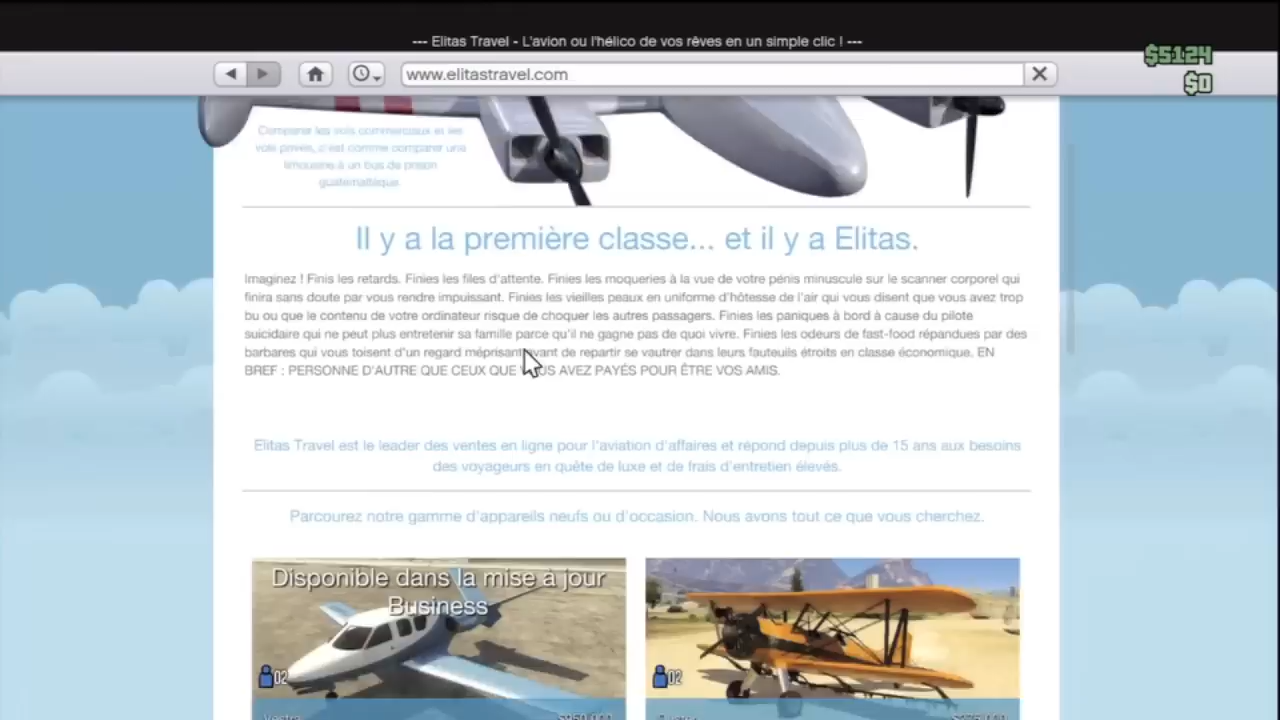 --- Elitas Travel - L'avion ou l'hélico de vos rêves en un simple clic ! ---
$5124
www.elitastravel.com
$0
Comparer les vols commerciaux et les
vols privés, c'est comme comparer une
limousine à un bus de prison
guatémaltèque.
Il y a la première classe... et il y a Elitas.
Imaginez ! Finis les retards. Finies les files d'attente. Finies les moqueries à la vue de votre pénis minuscule sur le scanner corporel qui
finira sans doute par vous rendre impuissant. Finies les vieilles peaux en uniforme d'hôtesse de l'air qui vous disent que vous avez trop
bu ou que le contenu de votre ordinateur risque de choquer les autres passagers. Finies les paniques à bord à cause du pilote
suicidaire qui ne peut plus entretenir sa famille parce qu'il ne gagne pas de quoi vivre. Finies les odeurs de fast-food répandues par des
barbares qui vous toisent d'un regard méprisant avant de repartir se vautrer dans leurs fauteuils étroits en classe économique. EN
BREF : PERSONNE D'AUTRE QUE CEUX QUE VOUS AVEZ PAYÉS POUR ÊTRE VOS AMIS.
Elitas Travel est le leader des ventes en ligne pour l'aviation d'affaires et répond depuis plus de 15 ans aux besoins
des voyageurs en quête de luxe et de frais d'entretien élevés.
Parcourez notre gamme d'appareils neufs ou d'occasion. Nous avons tout ce que vous cherchez.
Disponible dans la mise à jour
Business
02
02